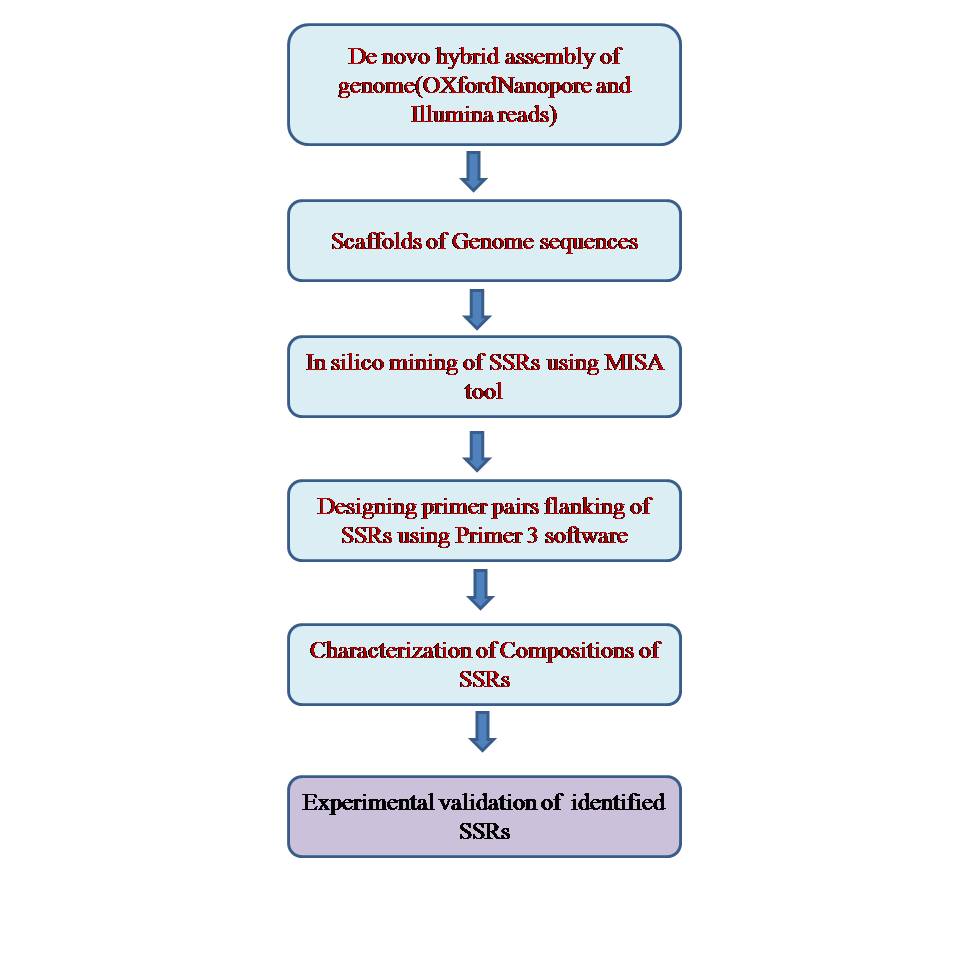 De novo hybrid assembly of
genome(OXfordNanopore and
Illumina reads)
Scaffolds of Genome sequences
In silico mining of SSRs using MISA
tool
Designing primer pairs flanking of
SSRs using Primer 3 software
Characterization of Compositions of
SSRs
Experimental validation of identified
SSRs